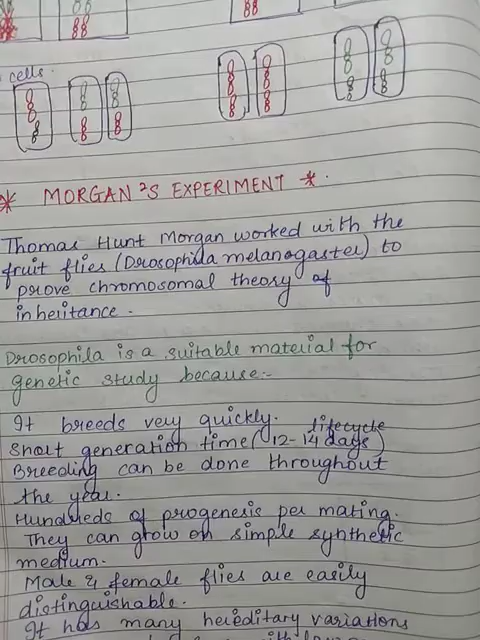 cells.
* MORGAN'S EXPERIMENT *.
Thomas Hunt Morgan worked with the
fruit flies (Drosophila melanogaster) to
prove chromosomal theory of
inheritance.
Drosophila is a suitable material for
genetic study because:-
It breeds very quickly.
lifecycle
Short generation time (12-14 days)
Breeding can be done throughout
the year.
Hundreds of progenesis per mating.
They can grow on simple synthetic
medium.
Male & female flies are easily
distinguishable.
It has many hereditary variations